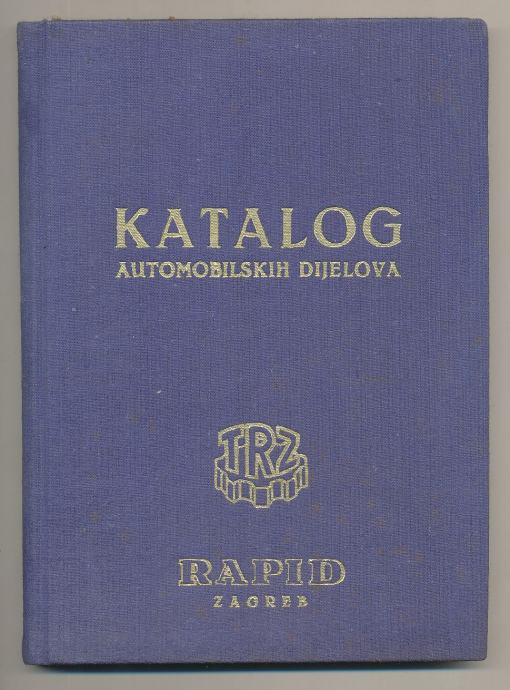 KATALOG
AUTOMOBILSKIH DIJELOVA
TRZ
RAPID
ZAGREB